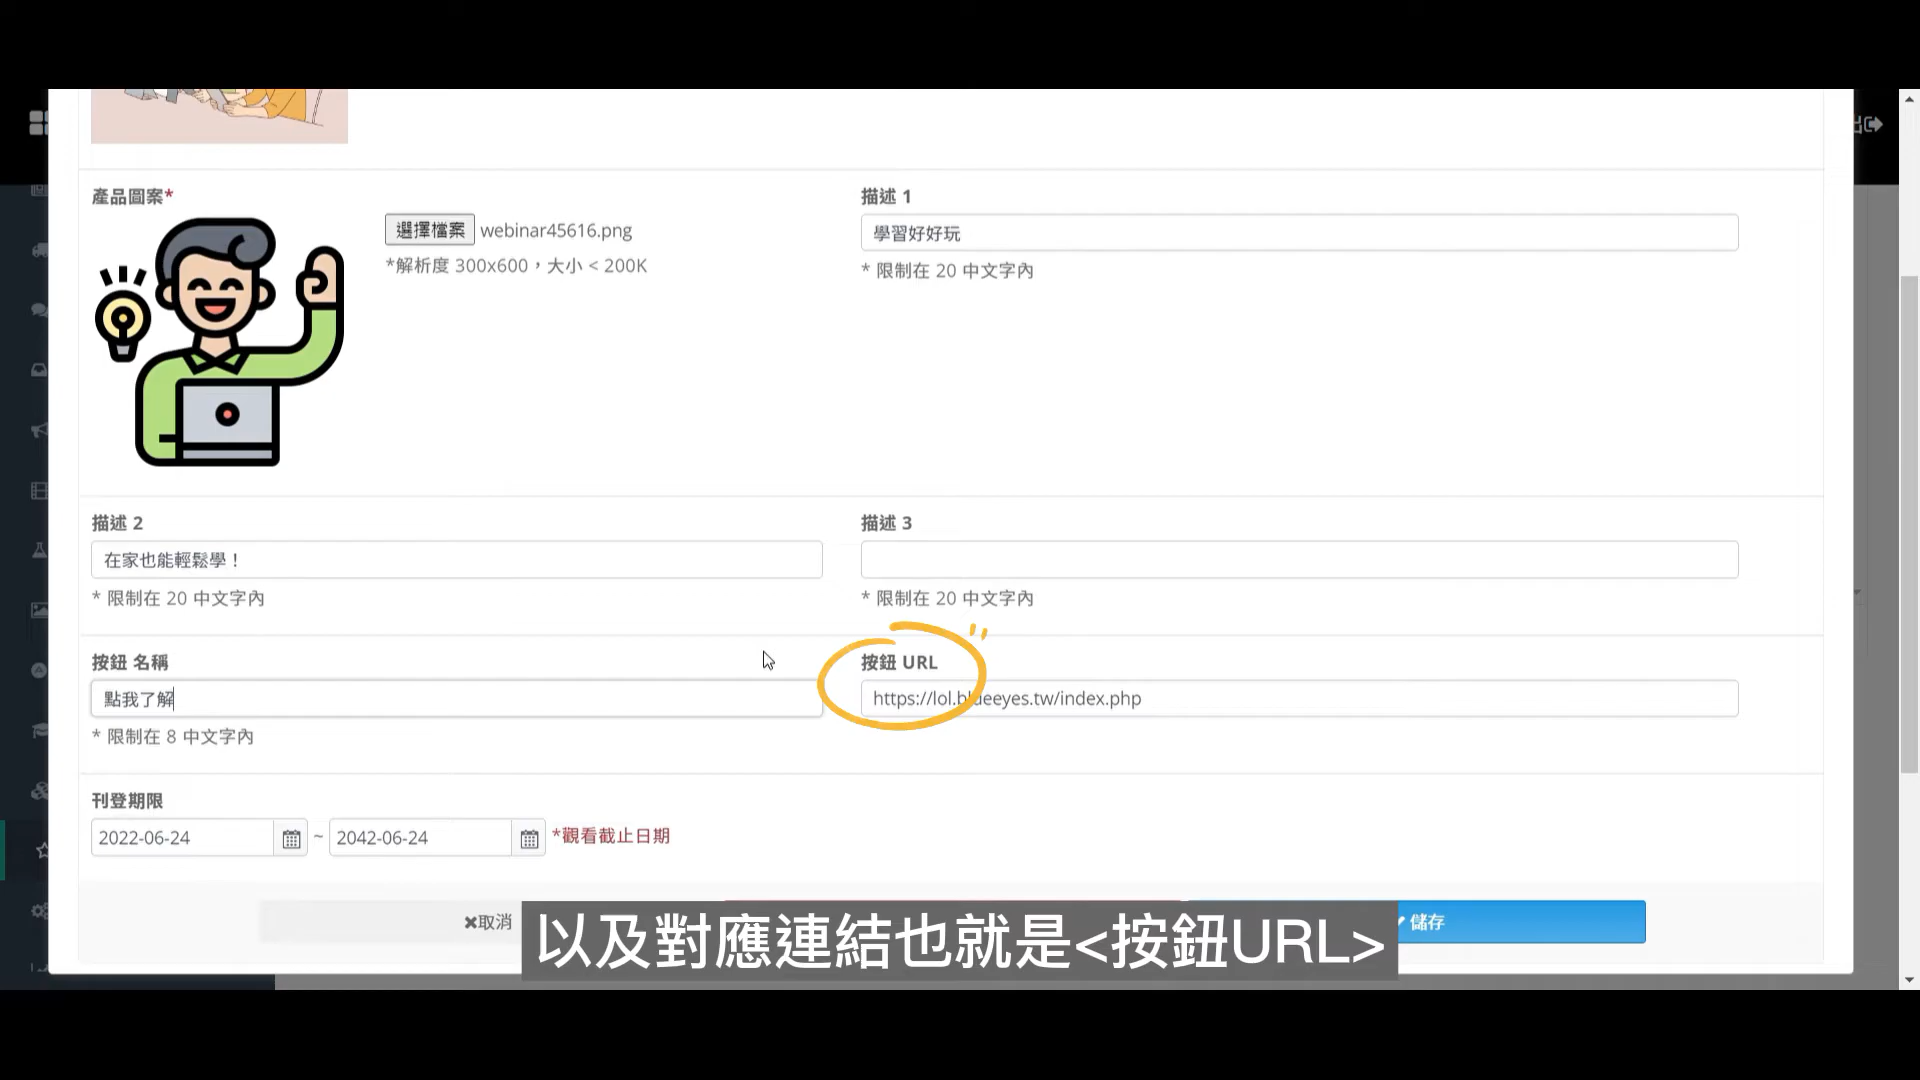 出
產品圖案*
選擇檔案 webinar45616.png
*解析度 300x600，大小 < 200K
描述 1
學習好好玩
* 限制在 20 中文字內
描述 2
在家也能輕鬆學！
* 限制在 20 中文字內
描述 3
* 限制在 20 中文字內
按鈕 名稱
點我了解
* 限制在 8 中文字內
按鈕 URL
https://lol.blueeyes.tw/index.php
刊登期限
2022-06-24 ~ 2042-06-24 *觀看截止日期
取消
儲存
以及對應連結也就是<按鈕URL>